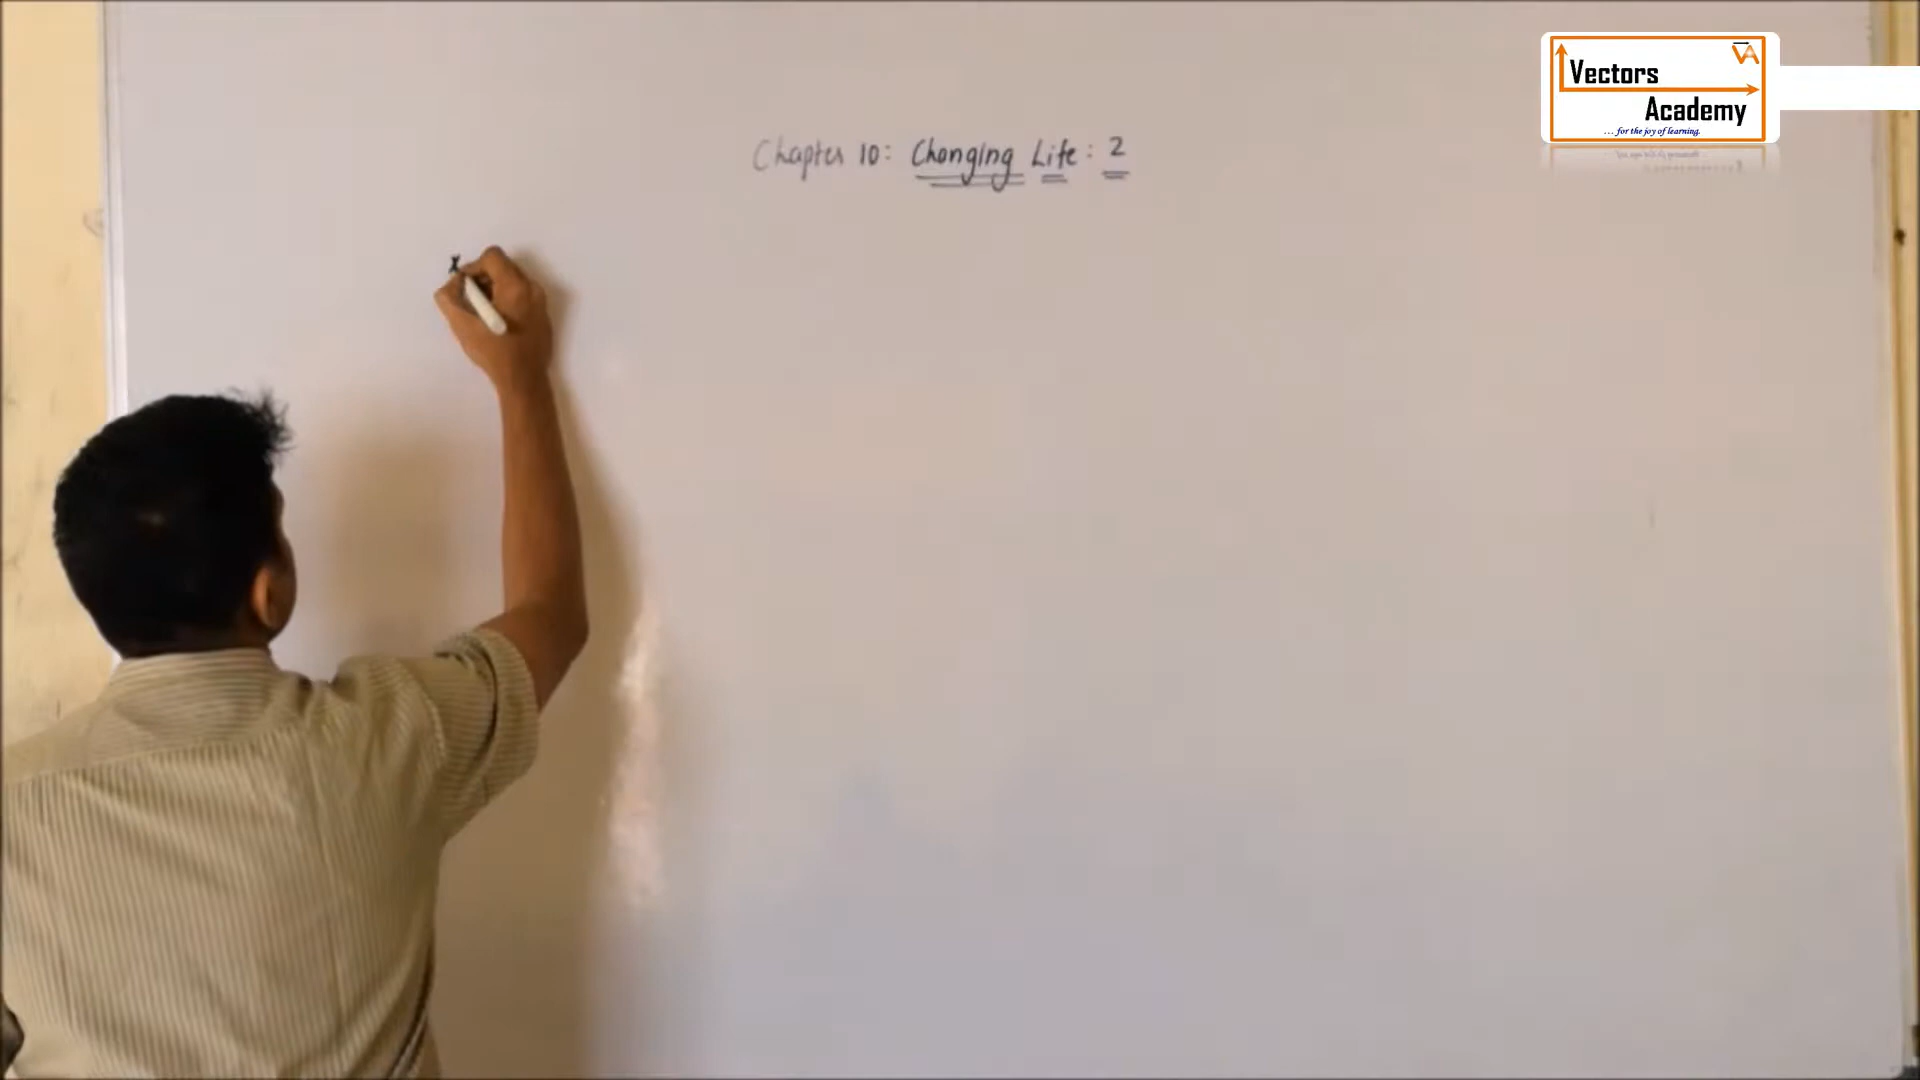 Vectors
Academy
... for the joy of learning.
Chapter 10: Changing Life: 2
x